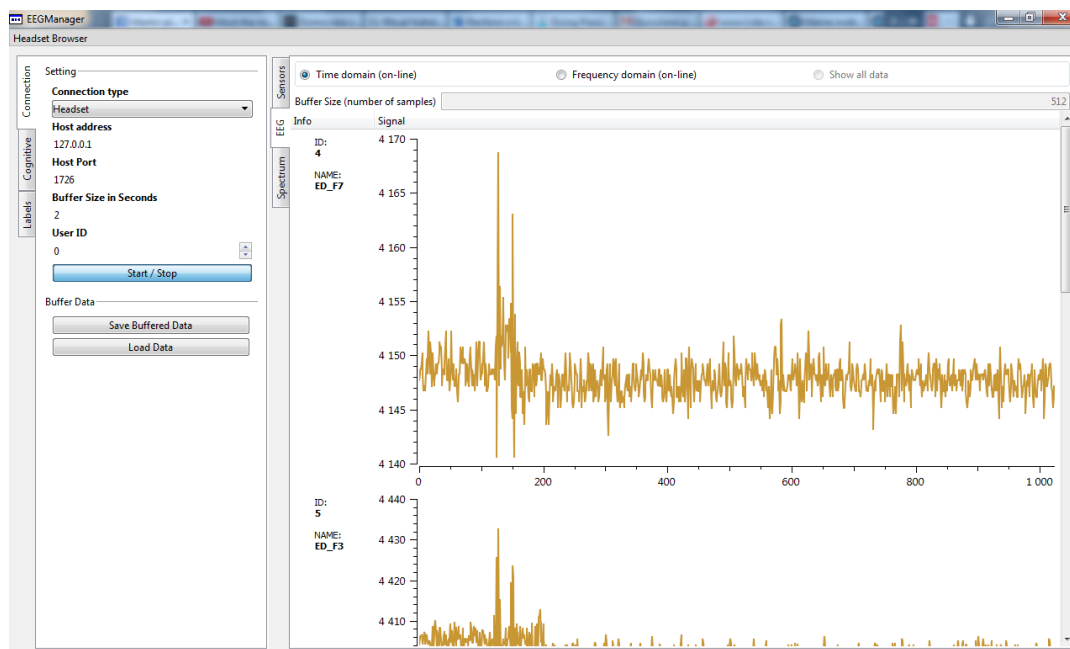 EEGManager
Headset Browser
Connection
Cognitive
Labels
Setting
Connection type
Headset
Host address
127.0.0.1
Host Port
1726
Buffer Size in Seconds
2
User ID
0
Start / Stop
Buffer Data
Save Buffered Data
Load Data
Sensors
EEG
Spectrum
Time domain (on-line) Frequency domain (on-line) Show all data
Buffer Size (number of samples) 512
Info Signal
ID:
4
NAME:
ED_F7
4 170
4 165
4 160
4 155
4 150
4 145
4 140
0 200 400 600 800 1 000
ID:
5
NAME:
ED_F3
4 440
4 430
4 420
4 410